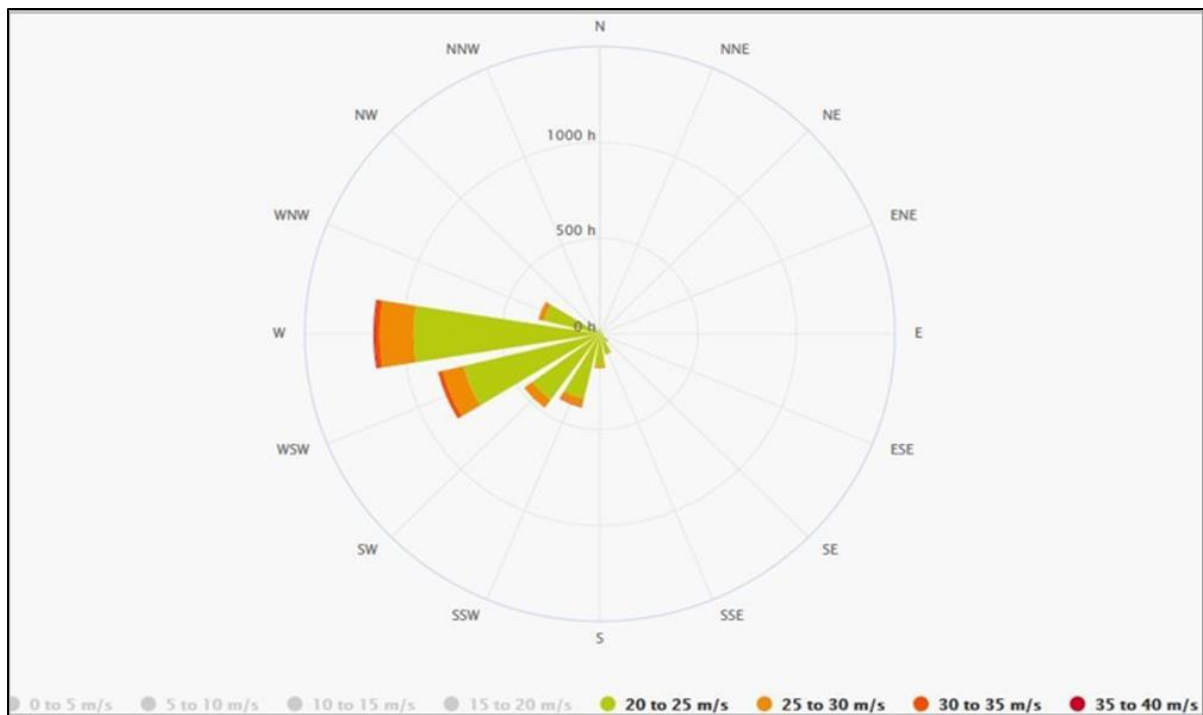 N
NNW
NNE
NW
NE
1000 h
WNW
ENE
500 h
0 h
W
E
WSW
ESE
SW
SE
SSW
SSE
S
0 to 5 m/s 5 to 10 m/s 10 to 15 m/s 15 to 20 m/s 20 to 25 m/s 25 to 30 m/s 30 to 35 m/s 35 to 40 m/s